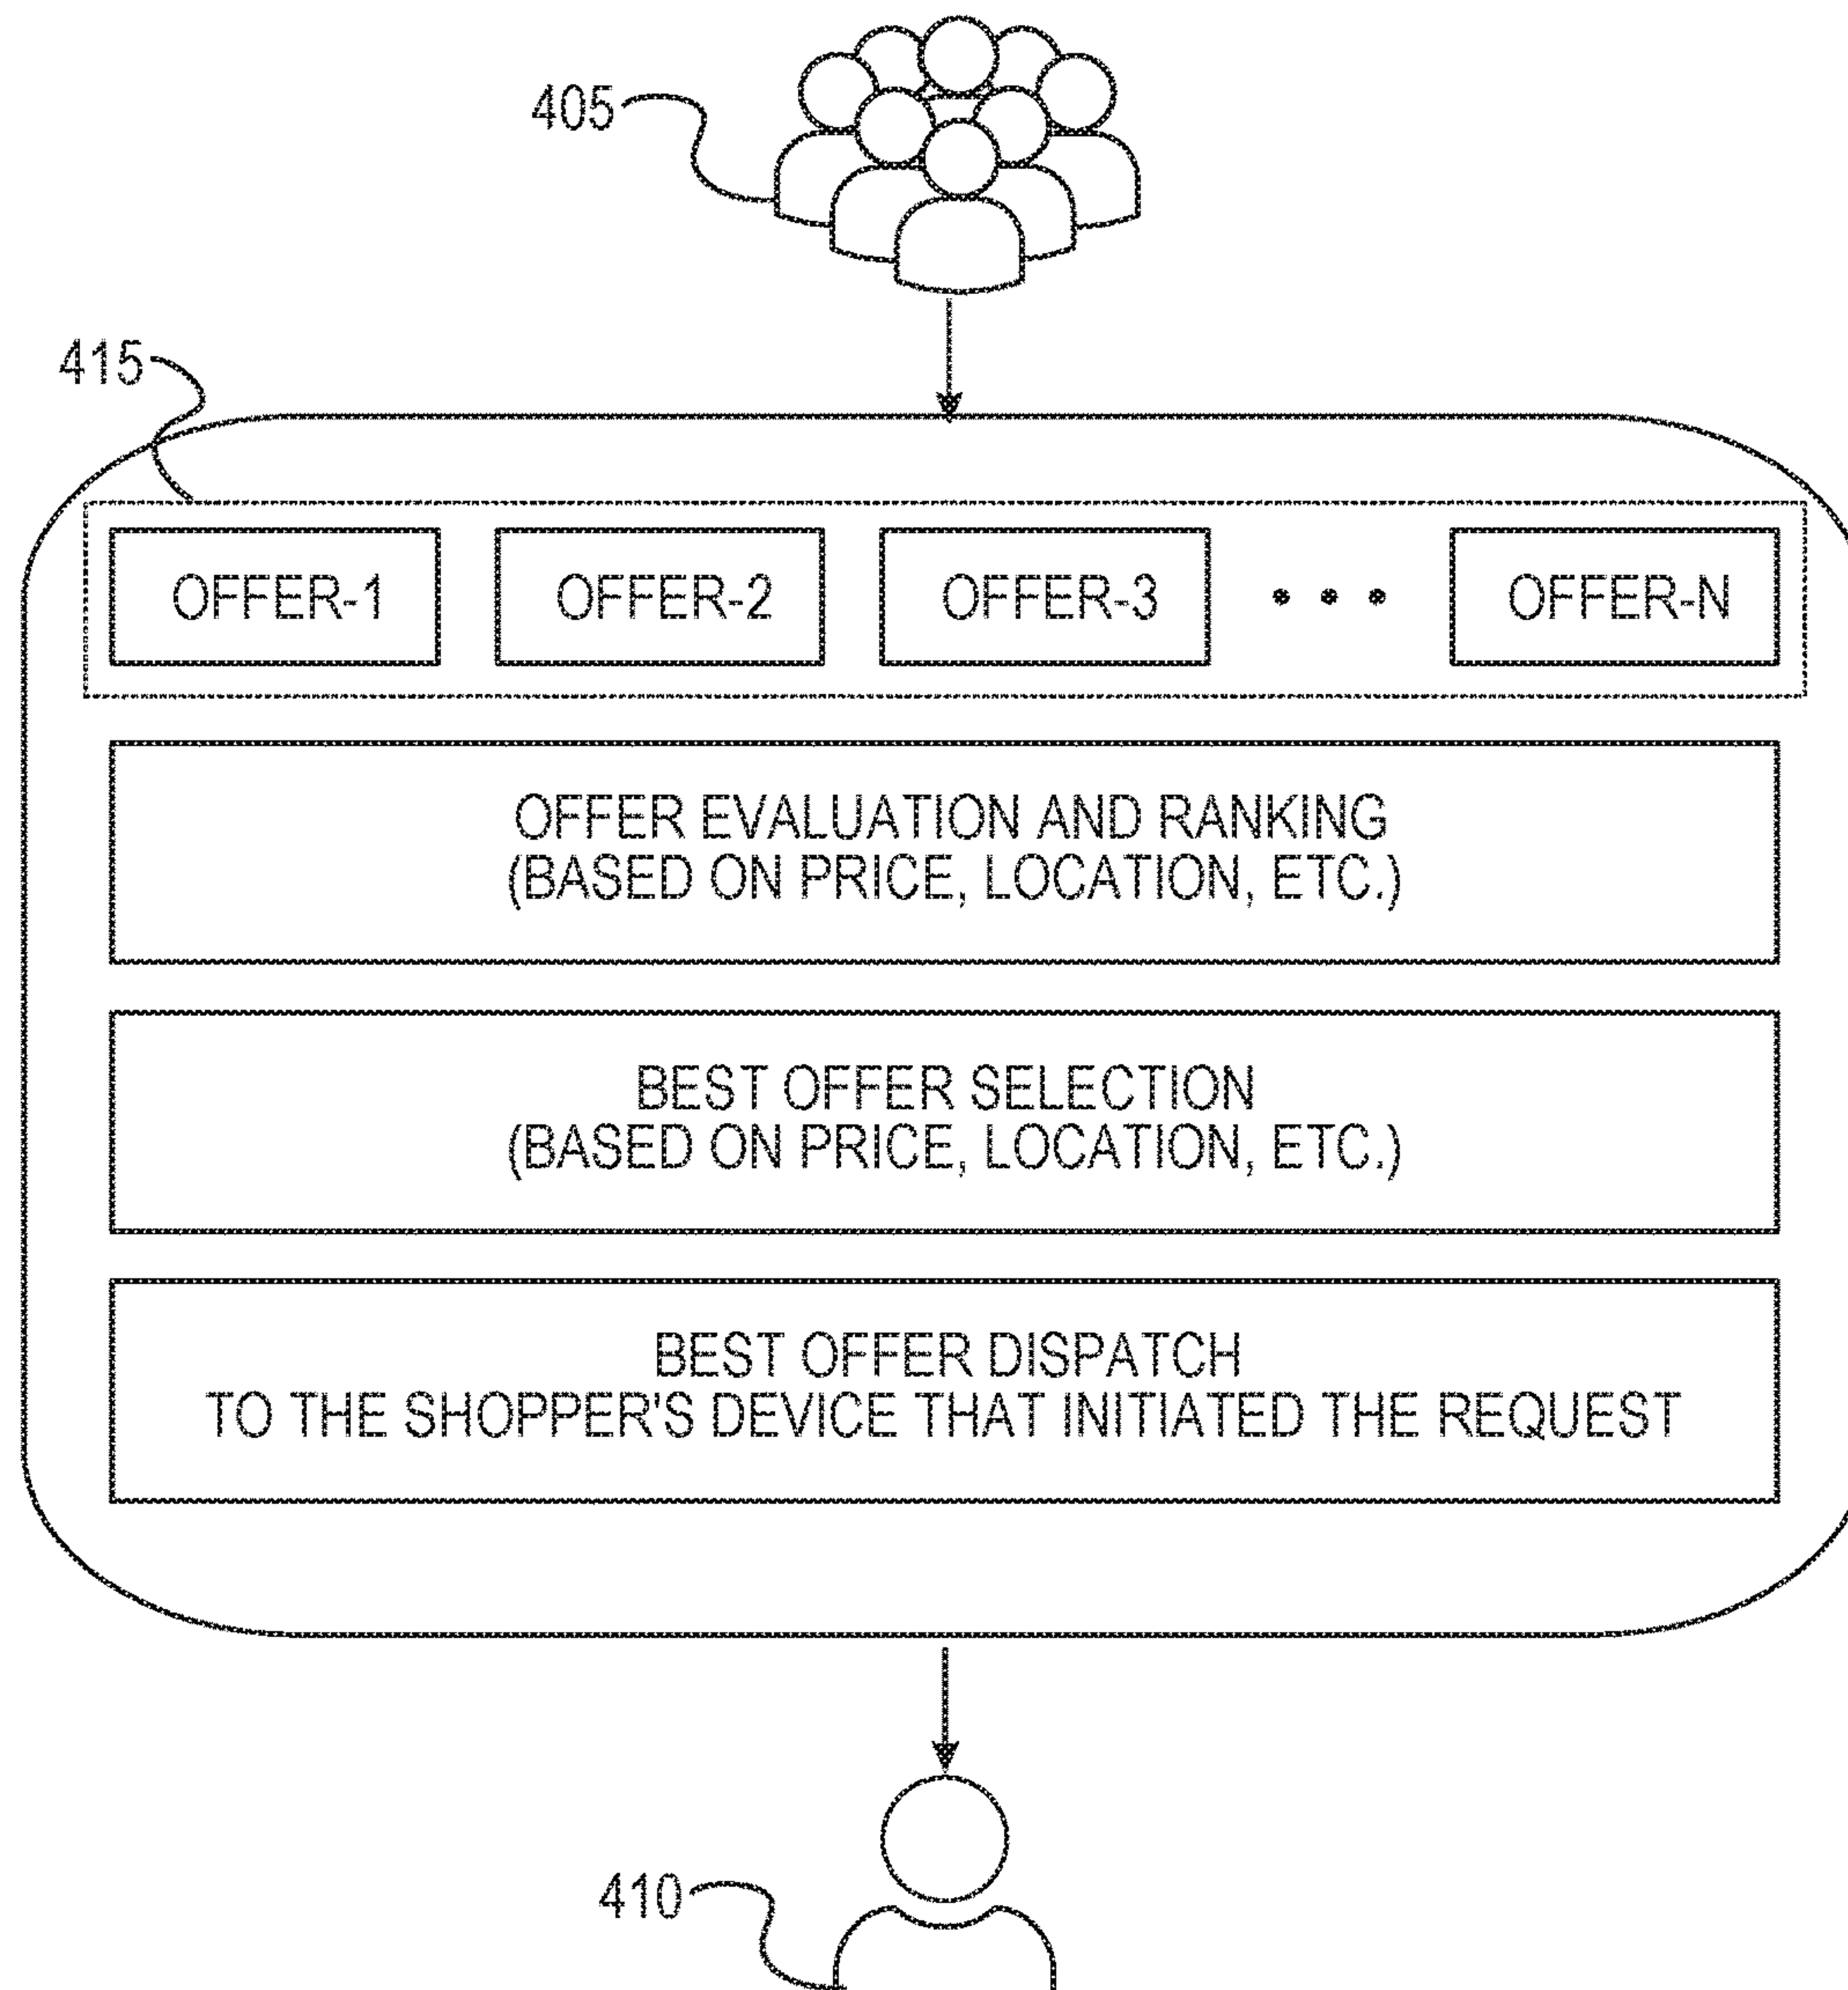 405
415
OFFER-1 OFFER-2 OFFER-3 • • • OFFER-N
OFFER EVALUATION AND RANKING
(BASED ON PRICE, LOCATION, ETC.)
BEST OFFER SELECTION
(BASED ON PRICE, LOCATION, ETC.)
BEST OFFER DISPATCH
TO THE SHOPPER'S DEVICE THAT INITIATED THE REQUEST
410